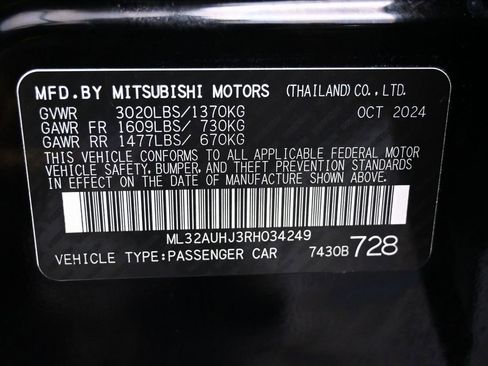 MFD.BY MITSUBISHI MOTORS (THAILAND) CO., LTD.
GVWR 3020LBS/1370KG OCT 2024
GAWR FR 1609LBS/ 730KG
GAWR RR 1477LBS/ 670KG
THIS VEHICLE CONFORMS TO ALL APPLICABLE FEDERAL MOTOR
VEHICLE SAFETY, BUMPER, AND THEFT PREVENTION STANDARDS
IN EFFECT ON THE DATE OF MANUFACTURE SHOWN ABOVE.
ML32AUHJ3RH034249
VEHICLE TYPE:PASSENGER CAR 7430B 728